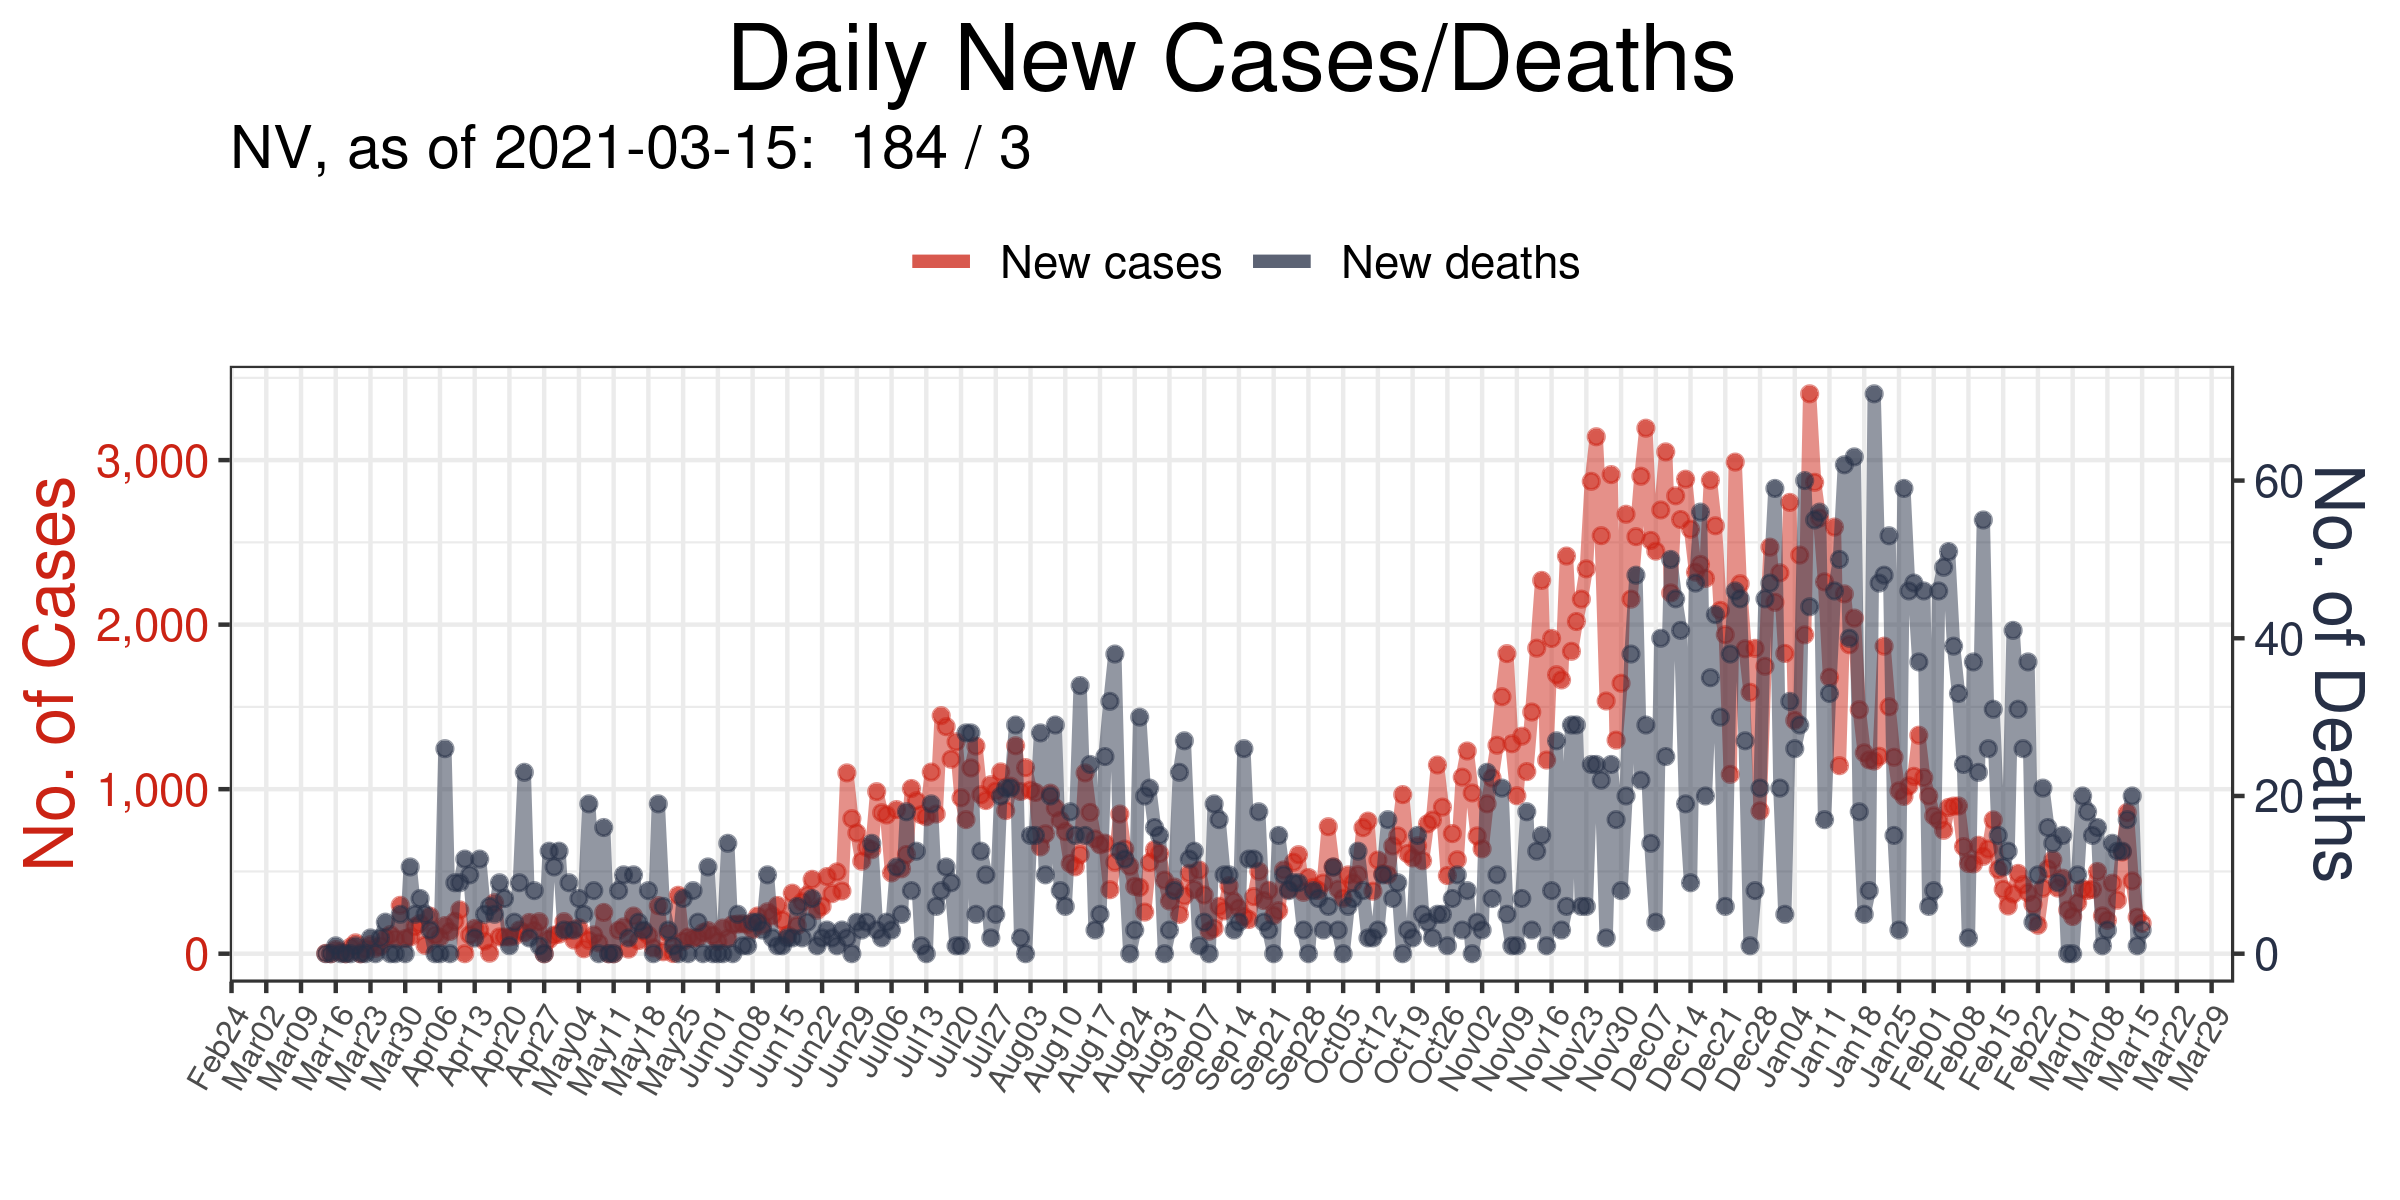 Daily New Cases/Deaths
NV, as of 2021-03-15:  184 / 3
New cases
New deaths
No. of Cases
3,000
2,000
1,000
0
60
40
20
0
No. of Deaths
Feb24
Mar02
Mar09
Mar16
Mar23
Mar30
Apr06
Apr13
Apr20
Apr27
May04
May11
May18
May25
Jun01
Jun08
Jun15
Jun22
Jun29
Jul06
Jul13
Jul20
Jul27
Aug03
Aug10
Aug17
Aug24
Aug31
Sep07
Sep14
Sep21
Sep28
Oct05
Oct12
Oct19
Oct26
Nov02
Nov09
Nov16
Nov23
Nov30
Dec07
Dec14
Dec21
Dec28
Jan04
Jan11
Jan18
Jan25
Feb01
Feb08
Feb15
Feb22
Mar01
Mar08
Mar15
Mar22
Mar29